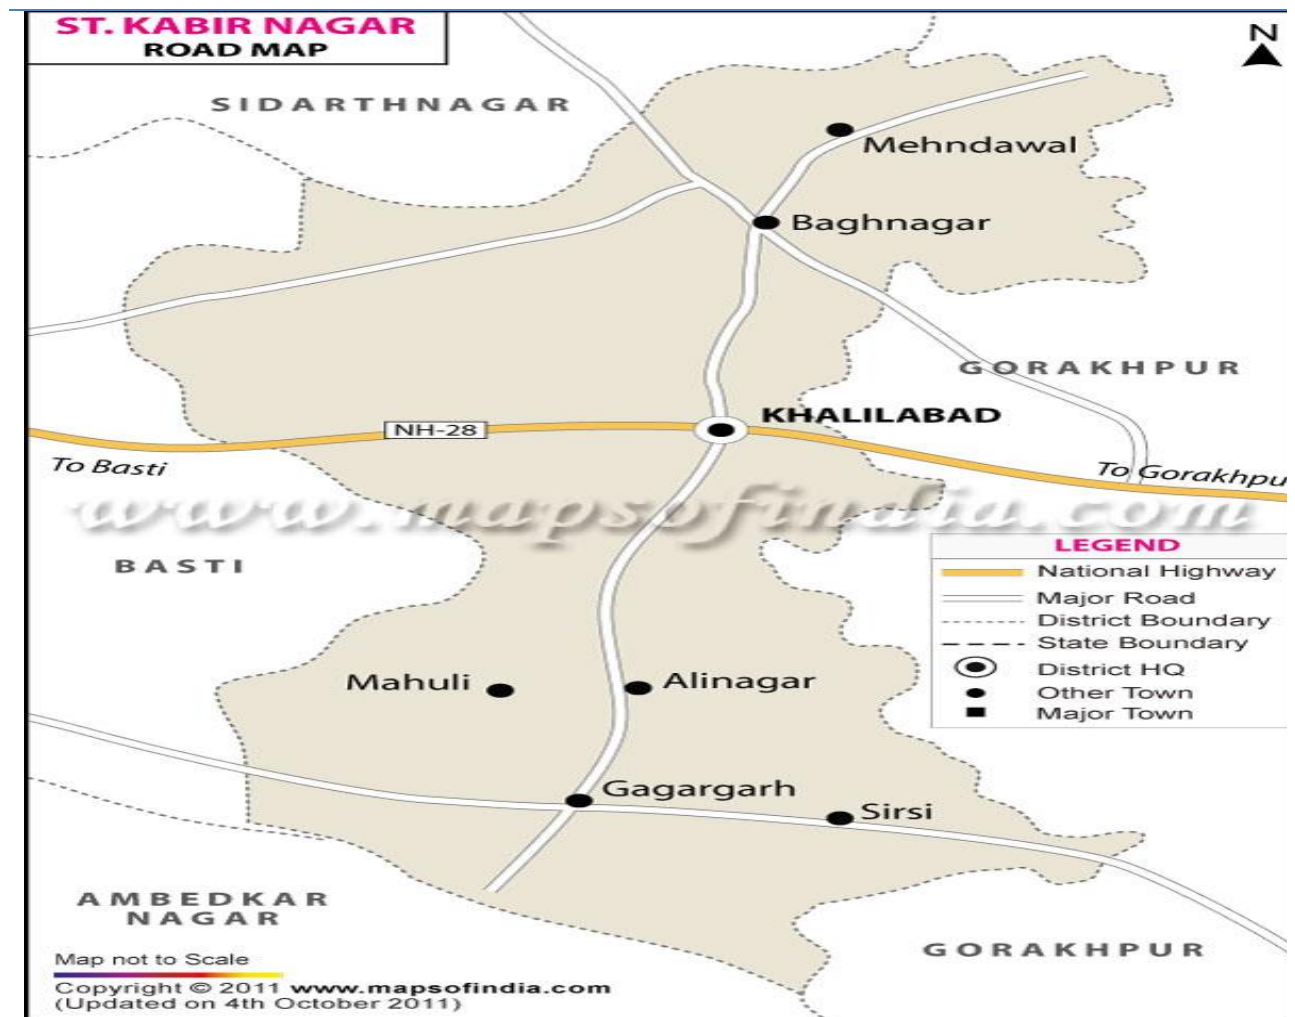 ST. KABIR NAGAR
ROAD MAP
N
SIDARTHNAGAR
Mehndawal
Baghnagar
GORAKHPUR
KHALILABAD
NH-28
To Basti
To Gorakhpu
www.mapsofindia.com
BASTI
LEGEND
National Highway
Major Road
District Boundary
State Boundary
District HQ
Other Town
Major Town
Mahuli
Alinagar
Gagargarh
Sirsi
AMBEDKAR
NAGAR
GORAKHPUR
Map not to Scale
Copyright © 2011 www.mapsofindia.com
(Updated on 4th October 2011)